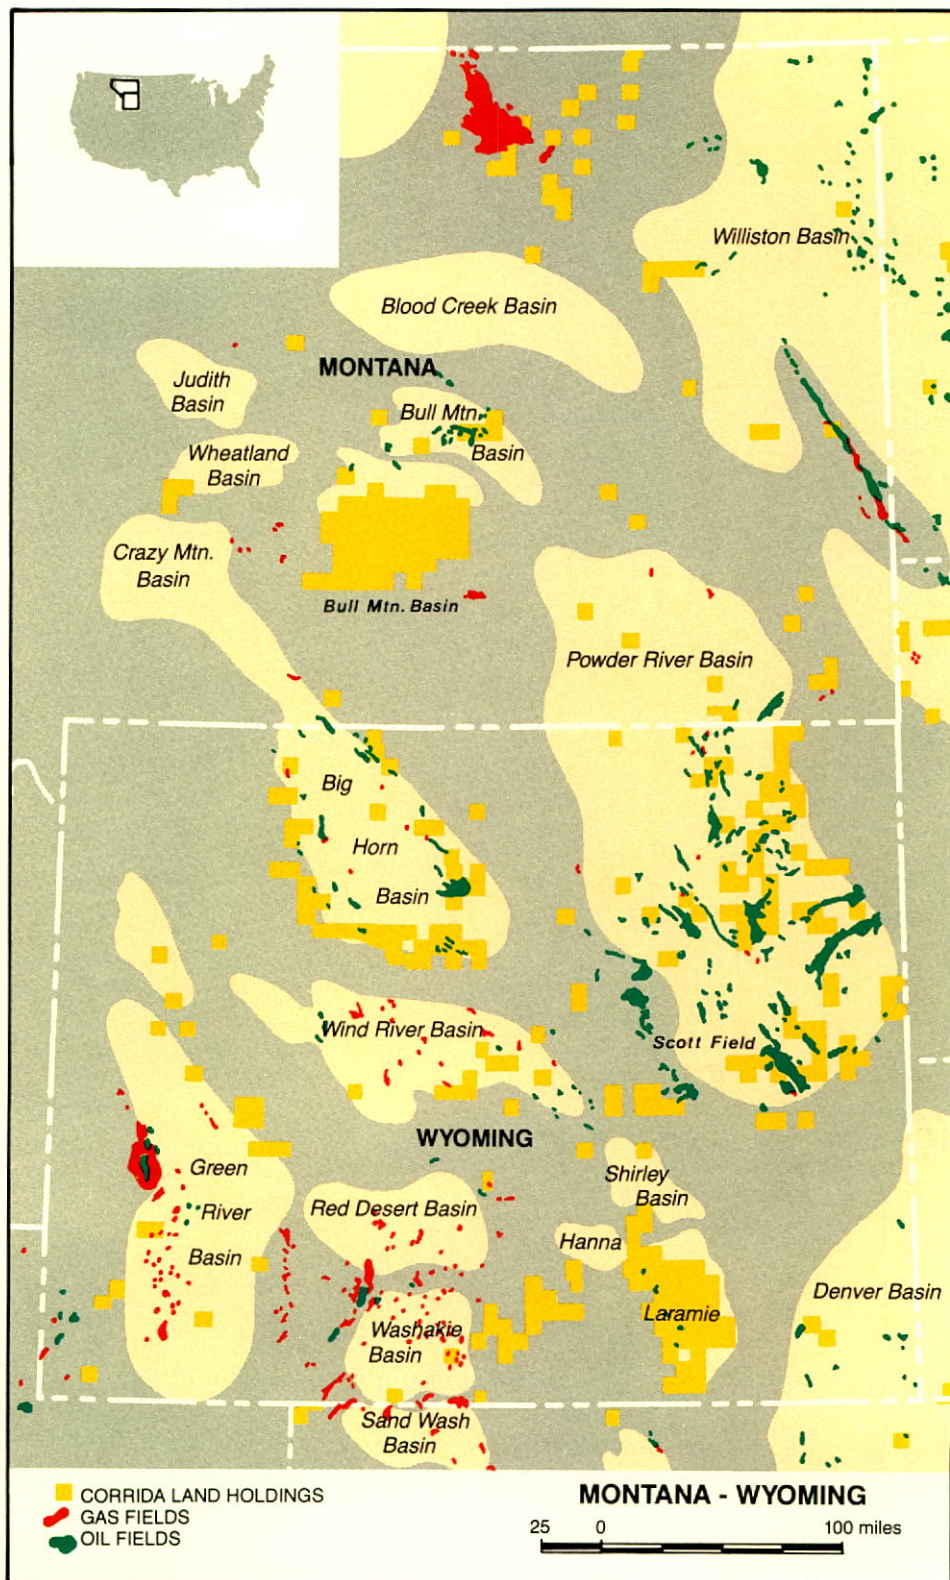 Williston Basin
Blood Creek Basin
MONTANA
Judith
Basin
Bull Mtn.
Basin
Wheatland
Basin
Crazy Mtn.
Basin
Bull Mtn. Basin
Powder River Basin
Big
Horn
Basin
Wind River Basin
Scott Field
WYOMING
Green
River
Basin
Shirley
Basin
Red Desert Basin
Hanna
Denver Basin
Laramie
Washakie
Basin
Sand Wash
Basin
CORRIDA LAND HOLDINGS
GAS FIELDS
OIL FIELDS
MONTANA - WYOMING
25 0 100 miles